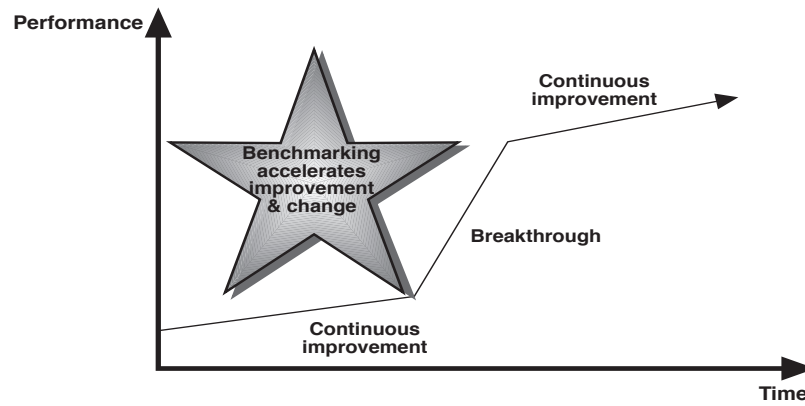 Performance
Continuous
improvement
Benchmarking
accelerates
improvement
& change
Breakthrough
Continuous
improvement
Time